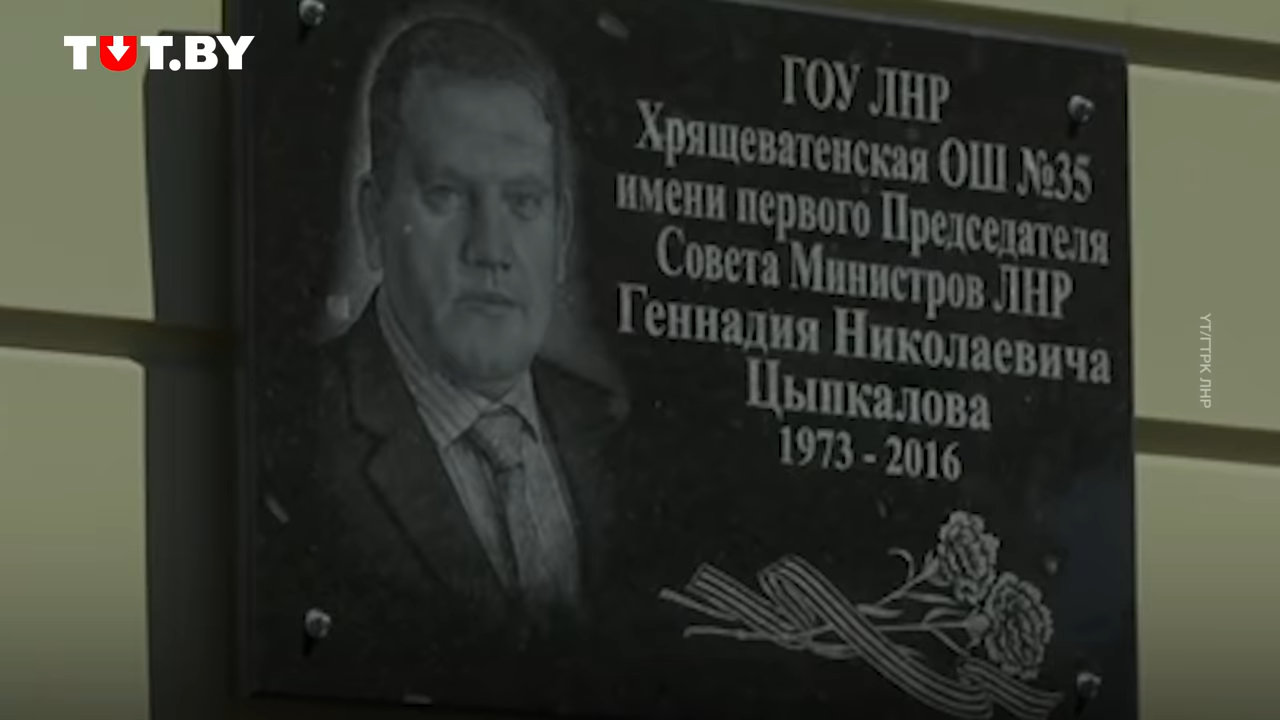 TUT.BY
ГОУ ЛНР
Хрящеватенская ОШ №35
имени первого Председателя
Совета Министров ЛНР
Геннадия Николаевича
Цыпкалова
1973 - 2016
YT/ГТРК ЛНР